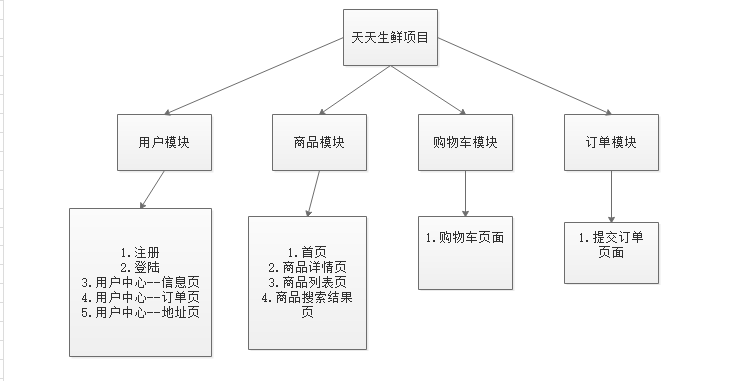 天天生鲜项目
用户模块
商品模块
购物车模块
订单模块
1.注册
2.登陆
3.用户中心--信息页
4.用户中心--订单页
5.用户中心--地址页
1.首页
2.商品详情页
3.商品列表页
4.商品搜索结果
页
1.购物车页面
1.提交订单
页面